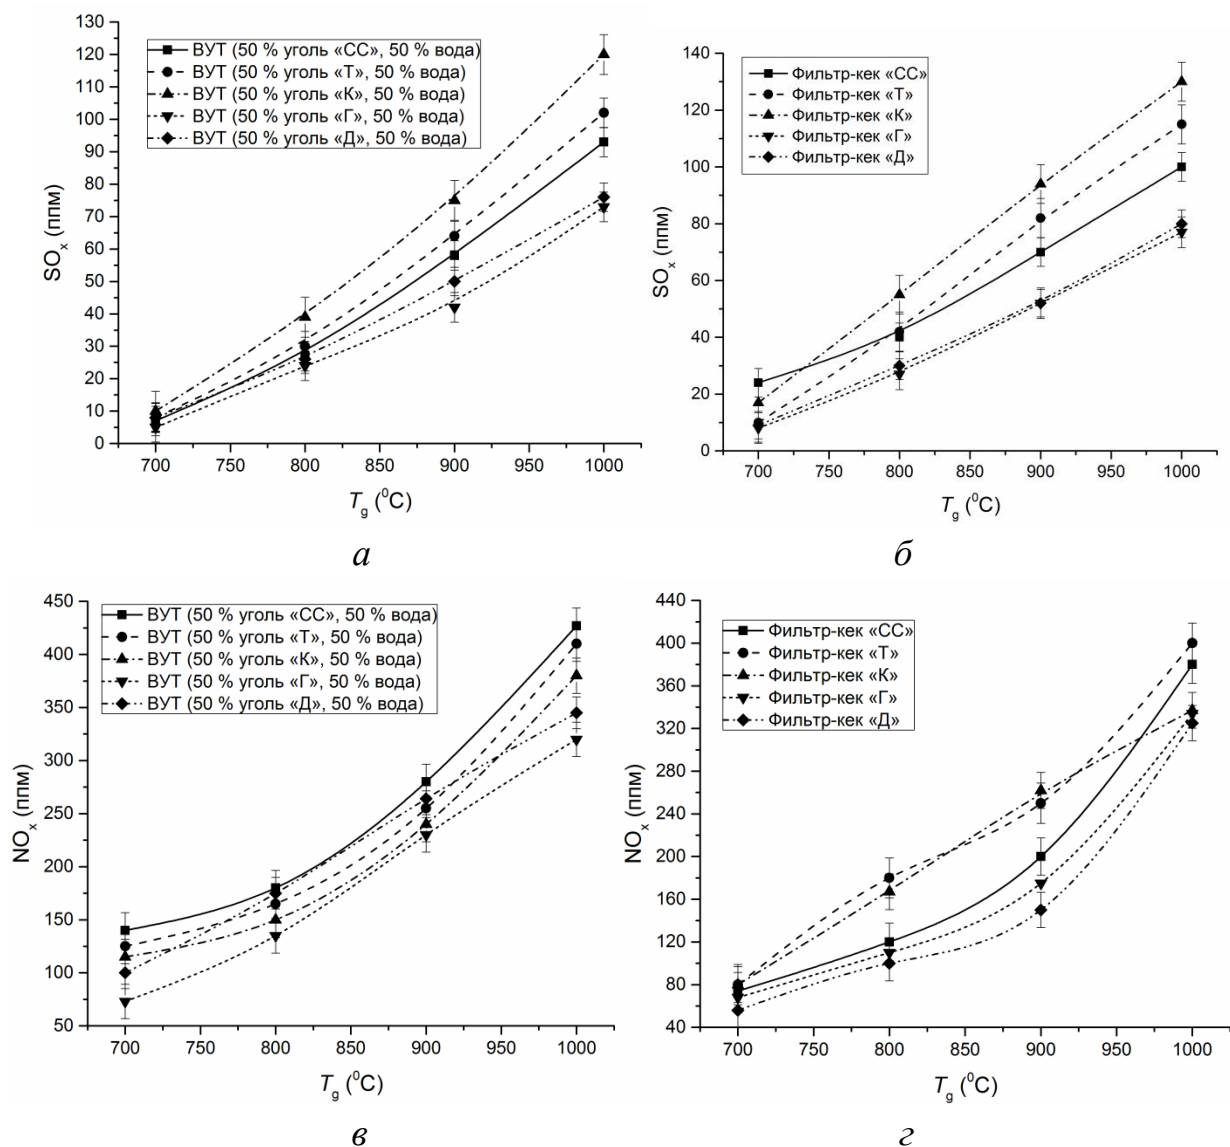 130
120
110
100
90
80
70
60
50
40
30
20
10
0
SOx (ппм)
ВУТ (50 % уголь «СС», 50 % вода)
ВУТ (50 % уголь «Т», 50 % вода)
ВУТ (50 % уголь «К», 50 % вода)
ВУТ (50 % уголь «Г», 50 % вода)
ВУТ (50 % уголь «Д», 50 % вода)
700 750 800 850 900 950 1000
Tg (⁰C)
а
140
120
100
80
60
40
20
0
SOx (ппм)
Фильтр-кек «СС»
Фильтр-кек «Т»
Фильтр-кек «К»
Фильтр-кек «Г»
Фильтр-кек «Д»
700 750 800 850 900 950 1000
Tg (⁰C)
б
450
400
350
300
250
200
150
100
50
NOx (ппм)
ВУТ (50 % уголь «СС», 50 % вода)
ВУТ (50 % уголь «Т», 50 % вода)
ВУТ (50 % уголь «К», 50 % вода)
ВУТ (50 % уголь «Г», 50 % вода)
ВУТ (50 % уголь «Д», 50 % вода)
700 750 800 850 900 950 1000
Tg (⁰C)
в
440
400
360
320
280
240
200
160
120
80
40
NOx (ппм)
Фильтр-кек «СС»
Фильтр-кек «Т»
Фильтр-кек «К»
Фильтр-кек «Г»
Фильтр-кек «Д»
700 750 800 850 900 950 1000
Tg (⁰C)
г